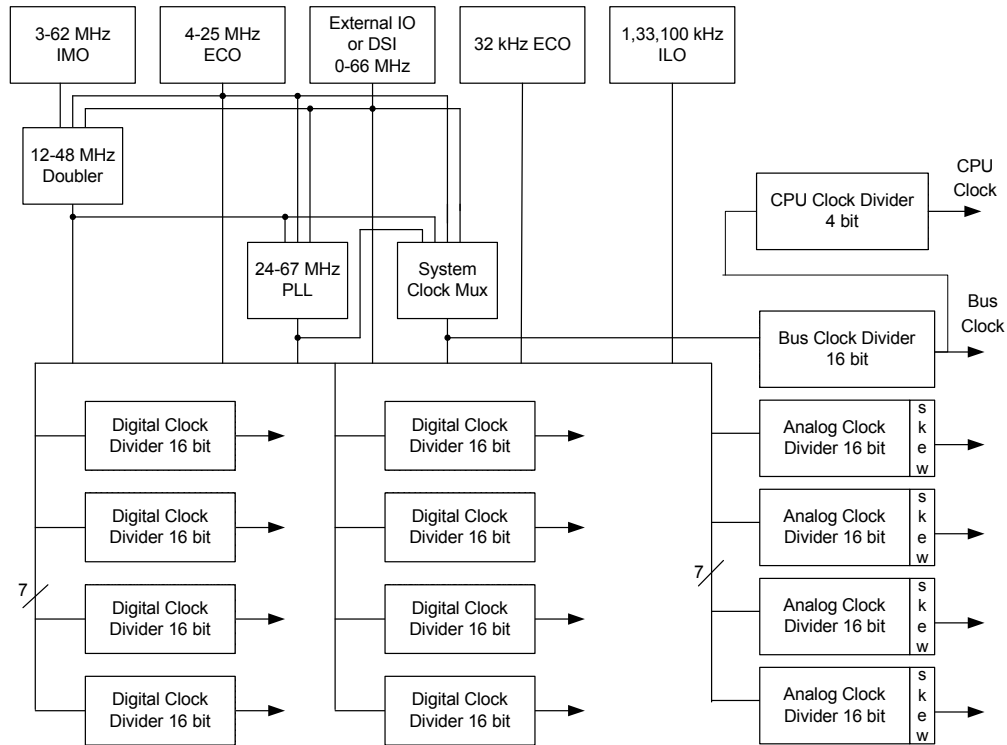 3-62 MHz
IMO
4-25 MHz
ECO
External IO
or DSI
0-66 MHz
32 kHz ECO
1,33,100 kHz
ILO
12-48 MHz
Doubler
CPU Clock Divider
4 bit
CPU
Clock
24-67 MHz
PLL
System
Clock Mux
Bus Clock Divider
16 bit
Bus
Clock
Digital Clock
Divider 16 bit
Digital Clock
Divider 16 bit
Analog Clock
Divider 16 bit
s
k
e
w
Digital Clock
Divider 16 bit
Digital Clock
Divider 16 bit
Analog Clock
Divider 16 bit
s
k
e
w
7
Digital Clock
Divider 16 bit
Digital Clock
Divider 16 bit
7
Analog Clock
Divider 16 bit
s
k
e
w
Digital Clock
Divider 16 bit
Digital Clock
Divider 16 bit
Analog Clock
Divider 16 bit
s
k
e
w